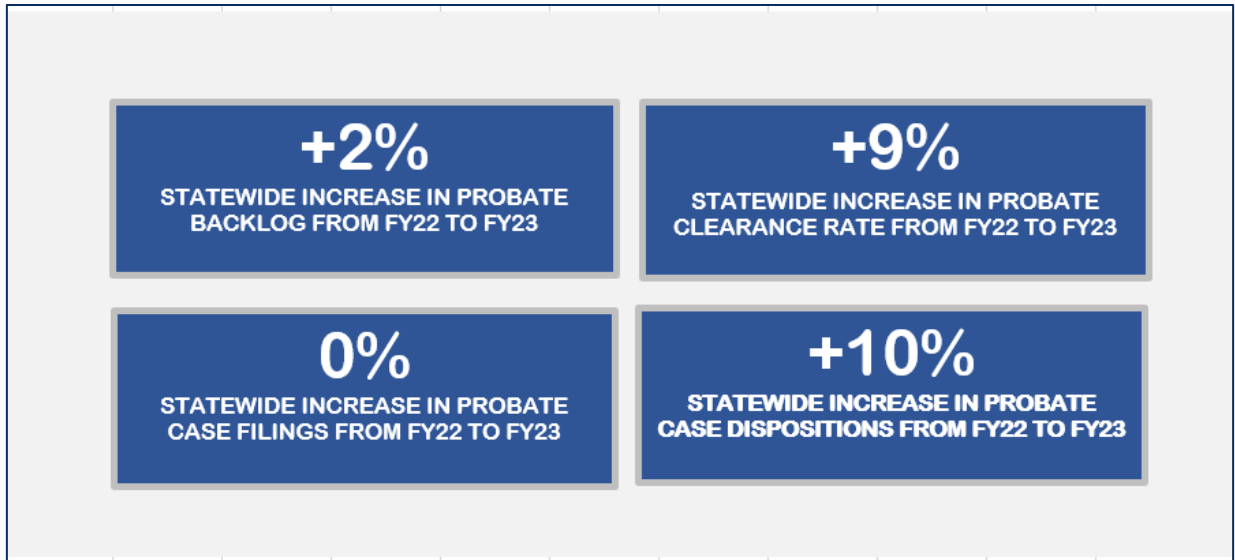 +2%
STATEWIDE INCREASE IN PROBATE
BACKLOG FROM FY22 TO FY23
+9%
STATEWIDE INCREASE IN PROBATE
CLEARANCE RATE FROM FY22 TO FY23
0%
STATEWIDE INCREASE IN PROBATE
CASE FILINGS FROM FY22 TO FY23
+10%
STATEWIDE INCREASE IN PROBATE
CASE DISPOSITIONS FROM FY22 TO FY23